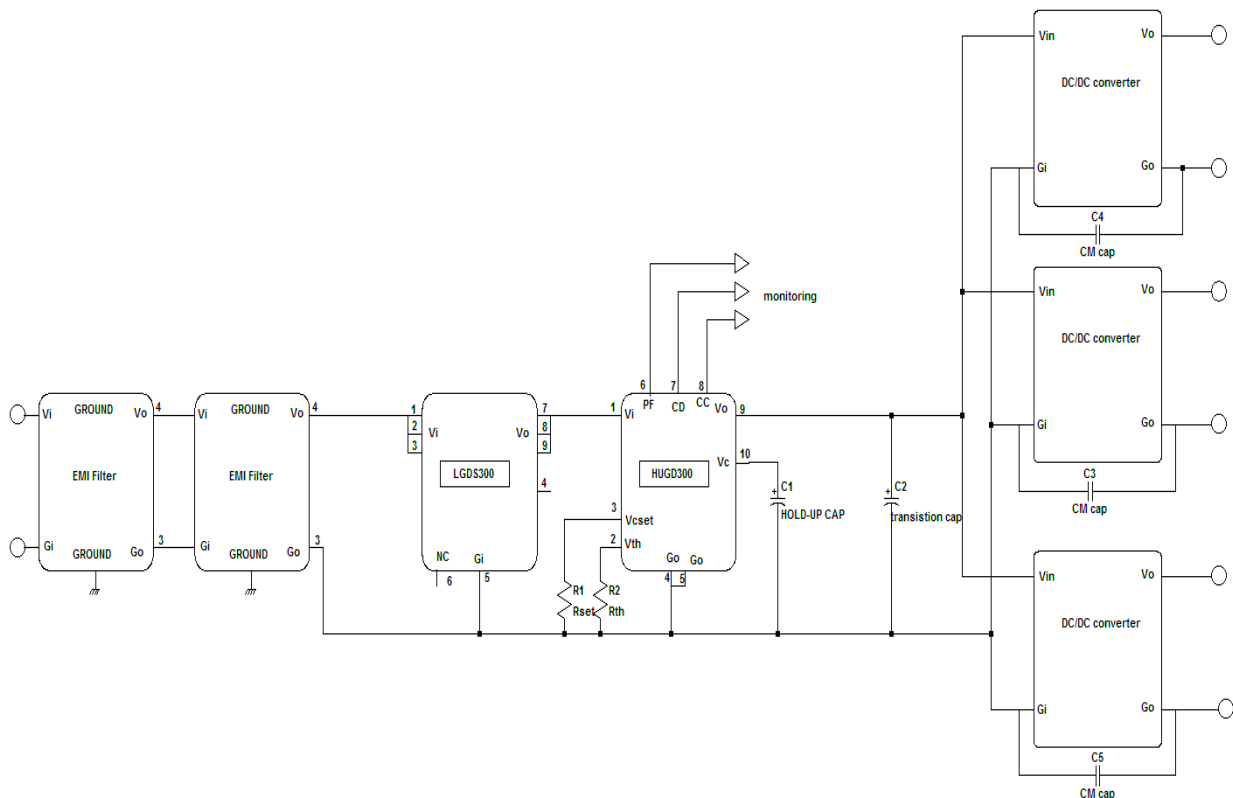 Vin Vo
DC/DC converter
Gi Go
C4
CM cap
Vin Vo
DC/DC converter
Gi Go
C3
CM cap
monitoring
6 7 8
PF CD CC
GROUND
Vi Vo 4
EMI Filter
Gi Go 3
GROUND
GROUND
Vi Vo 4
EMI Filter
Gi Go 3
GROUND
1 7
2 Vi Vo 8
3 9
LGDS300
4
NC Gi
6 5
1 Vi Vo 9
HUGD300
Vc 10
3 Vcset
2 Vth
Go Go
4 5
R1
Rset
R2
Rth
+ C1
HOLD-UP CAP
+ C2
transistion cap
Vin Vo
DC/DC converter
Gi Go
C5
CM cap